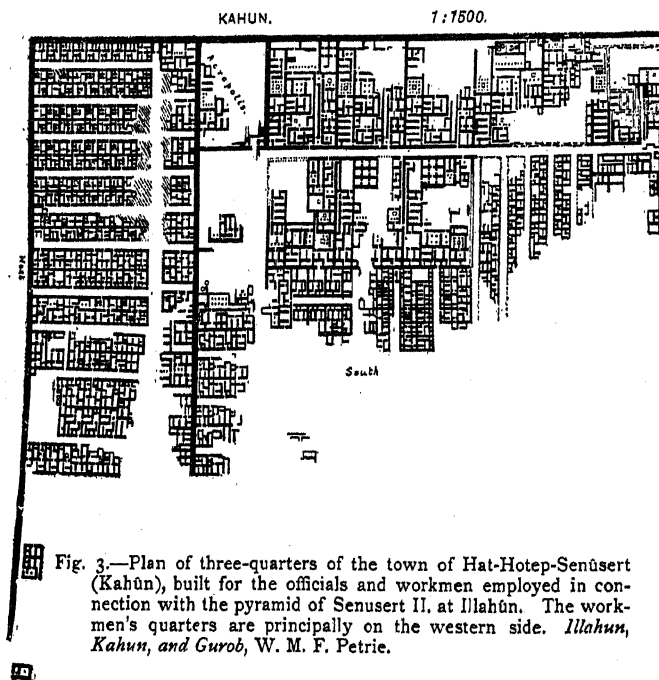 KAHUN. 1:1500.
Acropolis
West
South
Fig. 3.—Plan of three-quarters of the town of Hat-Hotep-Senûsert
(Kahûn), built for the officials and workmen employed in con-
nection with the pyramid of Senusert II. at Illahûn. The work-
men's quarters are principally on the western side. Illahun,
Kahun, and Gurob, W. M. F. Petrie.